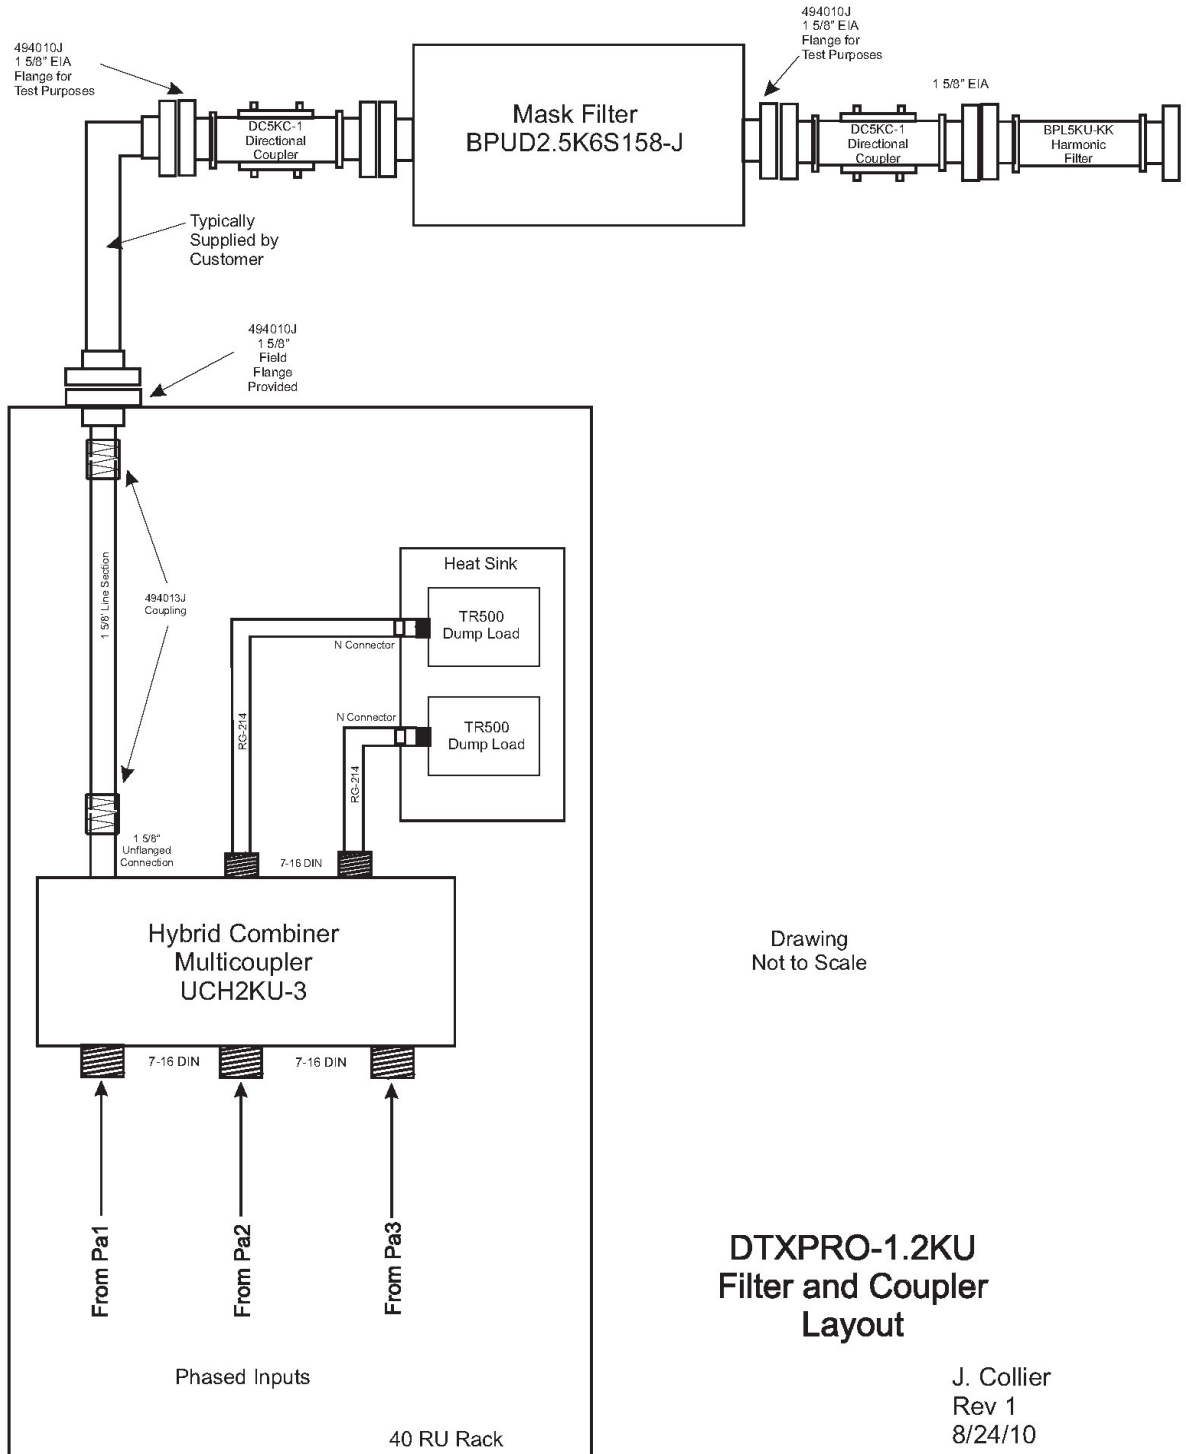 494010J
1 5/8" EIA
Flange for
Test Purposes
494010J
1 5/8" EIA
Flange for
Test Purposes
1 5/8" EIA
DC5KC-1
Directional
Coupler
Mask Filter
BPUD2.5K6S158-J
DC5KC-1
Directional
Coupler
BPL5KU-KK
Harmonic
Filter
Typically
Supplied by
Customer
494010J
1 5/8"
Field
Flange
Provided
1 5/8' Line Section
494013J
Coupling
Heat Sink
TR500
Dump Load
N Connector
RG-214
TR500
Dump Load
N Connector
RG-214
1 5/8"
Unflanged
Connection
7-16 DIN
Hybrid Combiner
Multicoupler
UCH2KU-3
7-16 DIN
7-16 DIN
From Pa1
From Pa2
From Pa3
Phased Inputs
40 RU Rack
Drawing
Not to Scale
DTXPRO-1.2KU
Filter and Coupler
Layout
J. Collier
Rev 1
8/24/10